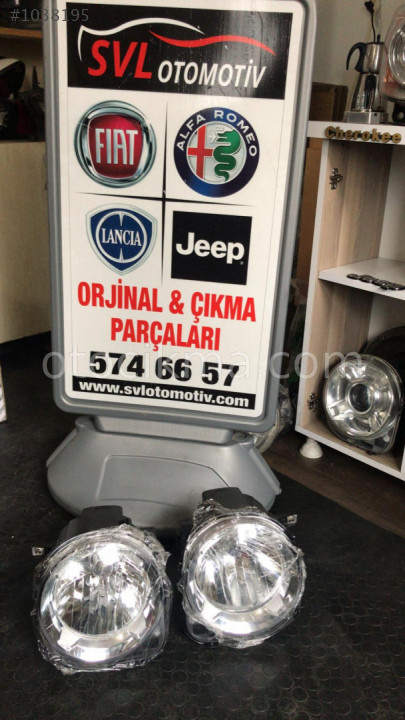 #1038195
SVL OTOMOTİV
FIAT
ALFA ROMEO
LANCIA
Jeep
ORJİNAL & ÇIKMA
PARÇALARI
574 66 57
www.svlotomotiv.com
Cherokee